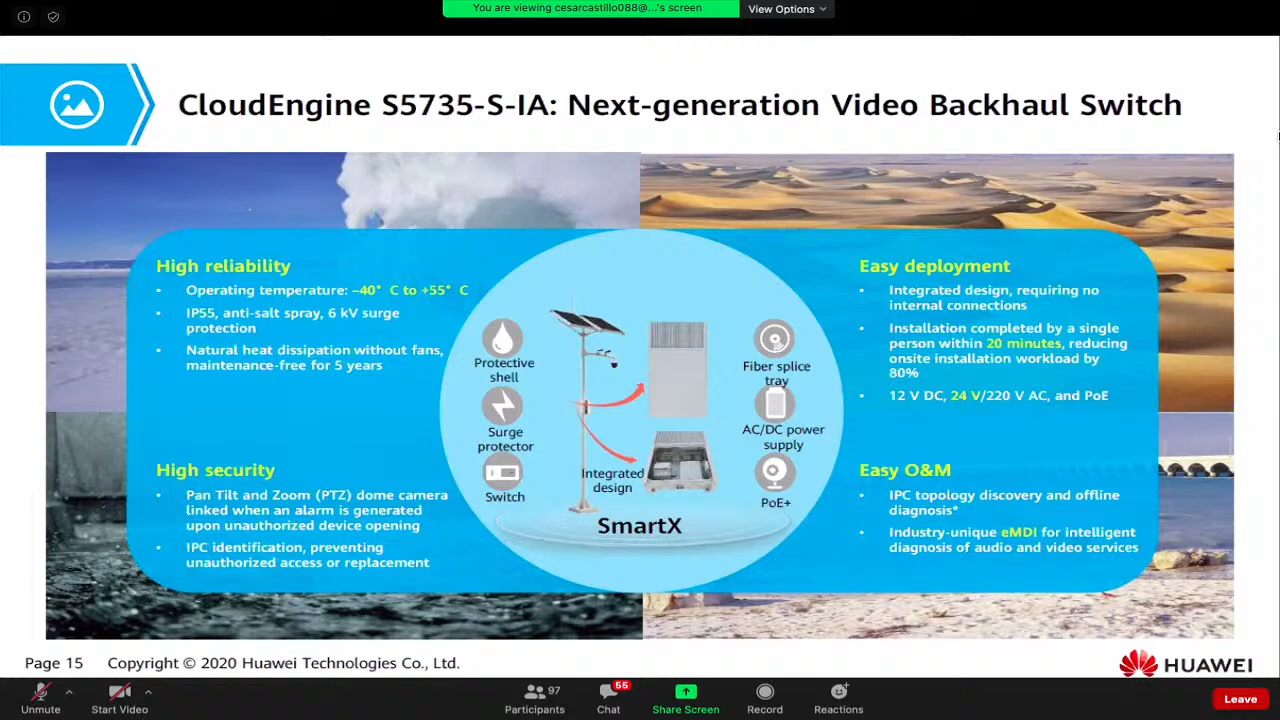 You are viewing cesarcastillo088@...'s screen
View Options
CloudEngine S5735-S-IA: Next-generation Video Backhaul Switch
High reliability
• Operating temperature: –40° C to +55° C
• IP55, anti-salt spray, 6 kV surge
protection
• Natural heat dissipation without fans,
maintenance-free for 5 years
High security
• Pan Tilt and Zoom (PTZ) dome camera
linked when an alarm is generated
upon unauthorized device opening
• IPC identification, preventing
unauthorized access or replacement
Protective
shell
Surge
protector
Switch
Integrated
design
SmartX
Fiber splice
tray
AC/DC power
supply
PoE+
Easy deployment
• Integrated design, requiring no
internal connections
• Installation completed by a single
person within 20 minutes, reducing
onsite installation workload by
80%
• 12 V DC, 24 V/220 V AC, and PoE
Easy O&M
• IPC topology discovery and offline
diagnosis*
• Industry-unique eMDI for intelligent
diagnosis of audio and video services
Page 15 Copyright © 2020 Huawei Technologies Co., Ltd.
HUAWEI
Unmute
Start Video
97
Participants
55
Chat
Share Screen
Record
Reactions
Leave